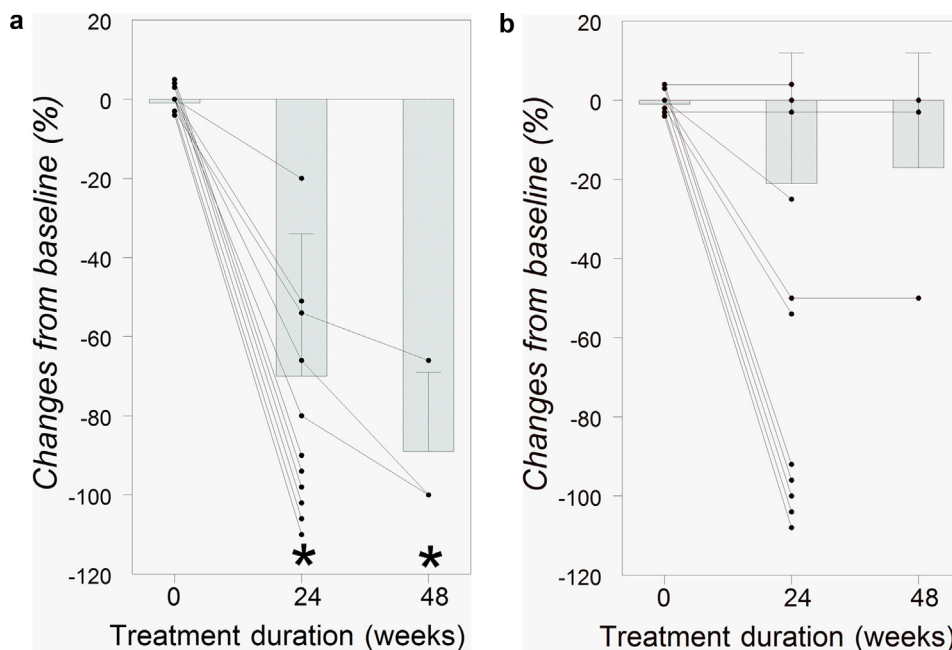 a
Changes from baseline (%)
20
0
-20
-40
-60
-80
-100
-120
* *
0 24 48
Treatment duration (weeks)
b
Changes from baseline (%)
20
0
-20
-40
-60
-80
-100
-120
0 24 48
Treatment duration (weeks)